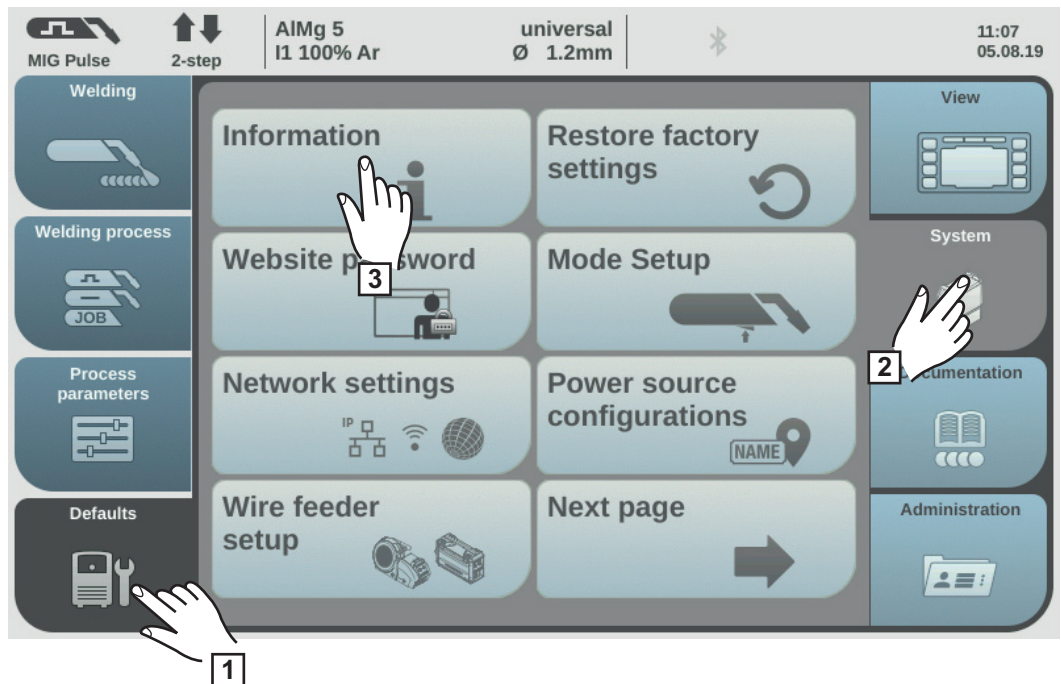 MIG Pulse
2-step
AlMg 5
I1 100% Ar
universal
Ø 1.2mm
11:07
05.08.19
Welding
Welding process
JOB
Process
parameters
Defaults
Information
Restore factory
settings
Website password
Mode Setup
Network settings
IP
Power source
configurations
NAME
Wire feeder
setup
Next page
View
System
Documentation
Administration
3
2
1